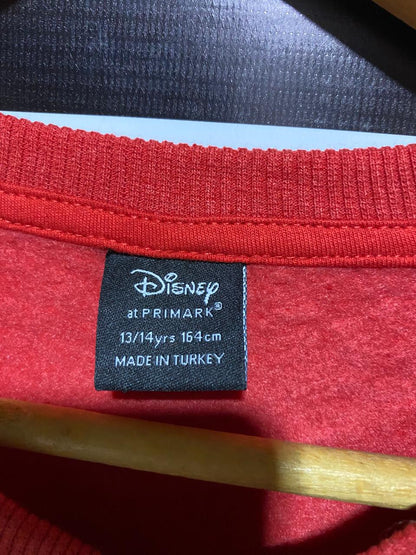 Disney
at PRIMARK®
13/14yrs 164cm
MADE IN TURKEY